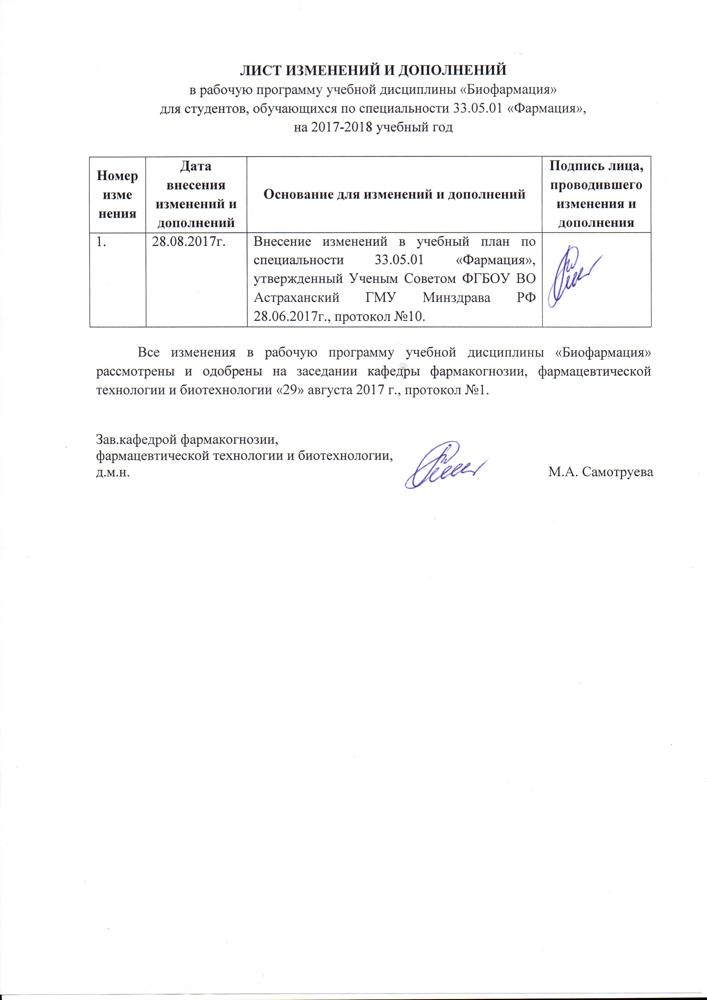 ЛИСТ ИЗМЕНЕНИЙ И ДОПОЛНЕНИЙ
в рабочую программу учебной дисциплины «Биофармация»
для студентов, обучающихся по специальности 33.05.01 «Фармация»,
на 2017-2018 учебный год
Номер
изме
нения
Дата
внесения
изменений и
дополнений
Основание для изменений и дополнений
Подпись лица,
проводившего
изменения и
дополнения
1.
28.08.2017г.
Внесение изменений в учебный план по
специальности 33.05.01 «Фармация»,
утвержденный Ученым Советом ФГБОУ ВО
Астраханский ГМУ Минздрава РФ
28.06.2017г., протокол №10.
Все изменения в рабочую программу учебной дисциплины «Биофармация»
рассмотрены и одобрены на заседании кафедры фармакогнозии, фармацевтической
технологии и биотехнологии «29» августа 2017 г., протокол №1.
Зав.кафедрой фармакогнозии,
фармацевтической технологии и биотехнологии,
д.м.н. М.А. Самотруева